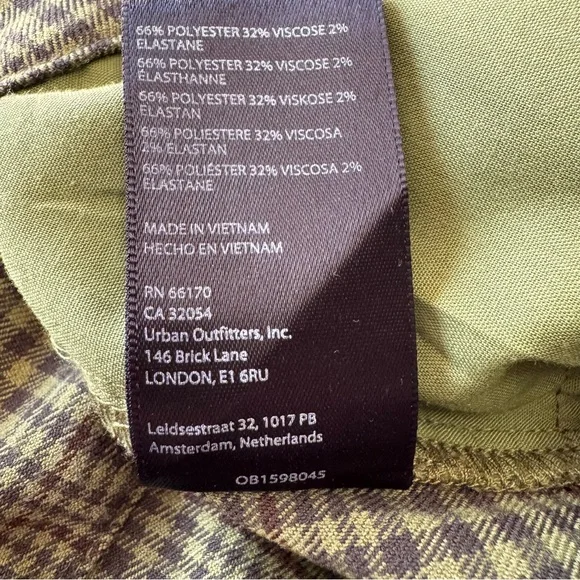 66% POLYESTER 32% VISCOSE 2%
ELASTANE
66% POLYESTER 32% VISCOSE 2%
ÉLASTHANNE
66% POLYESTER 32% VISKOSE 2%
ELASTAN
66% POLIESTERE 32% VISCOSA
2% ELASTAN
66% POLIÉSTER 32% VISCOSA 2%
ELASTANE
MADE IN VIETNAM
HECHO EN VIETNAM
RN 66170
CA 32054
Urban Outfitters, Inc.
146 Brick Lane
LONDON, E1 6RU
Leidsestraat 32, 1017 PB
Amsterdam, Netherlands
OB1598045